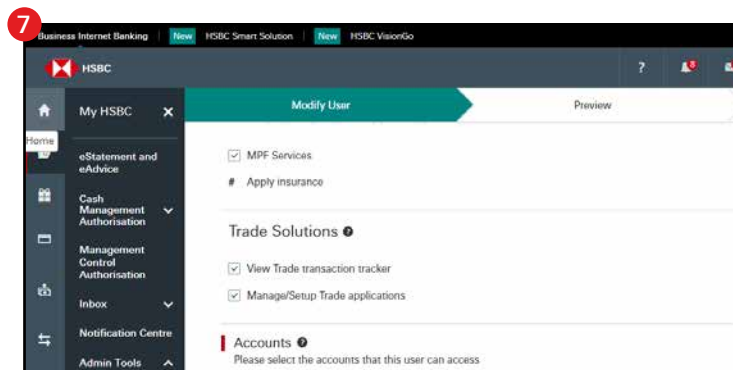 7
Business Internet Banking New HSBC Smart Solution New HSBC VisionGo
HSBC ?
My HSBC X
Home
eStatement and
eAdvice
Cash
Management
Authorisation
Management
Control
Authorisation
Inbox
Notification Centre
Admin Tools
Modify User Preview
MPF Services
# Apply insurance
Trade Solutions ?
View Trade transaction tracker
Manage/Setup Trade applications
Accounts ?
Please select the accounts that this user can access